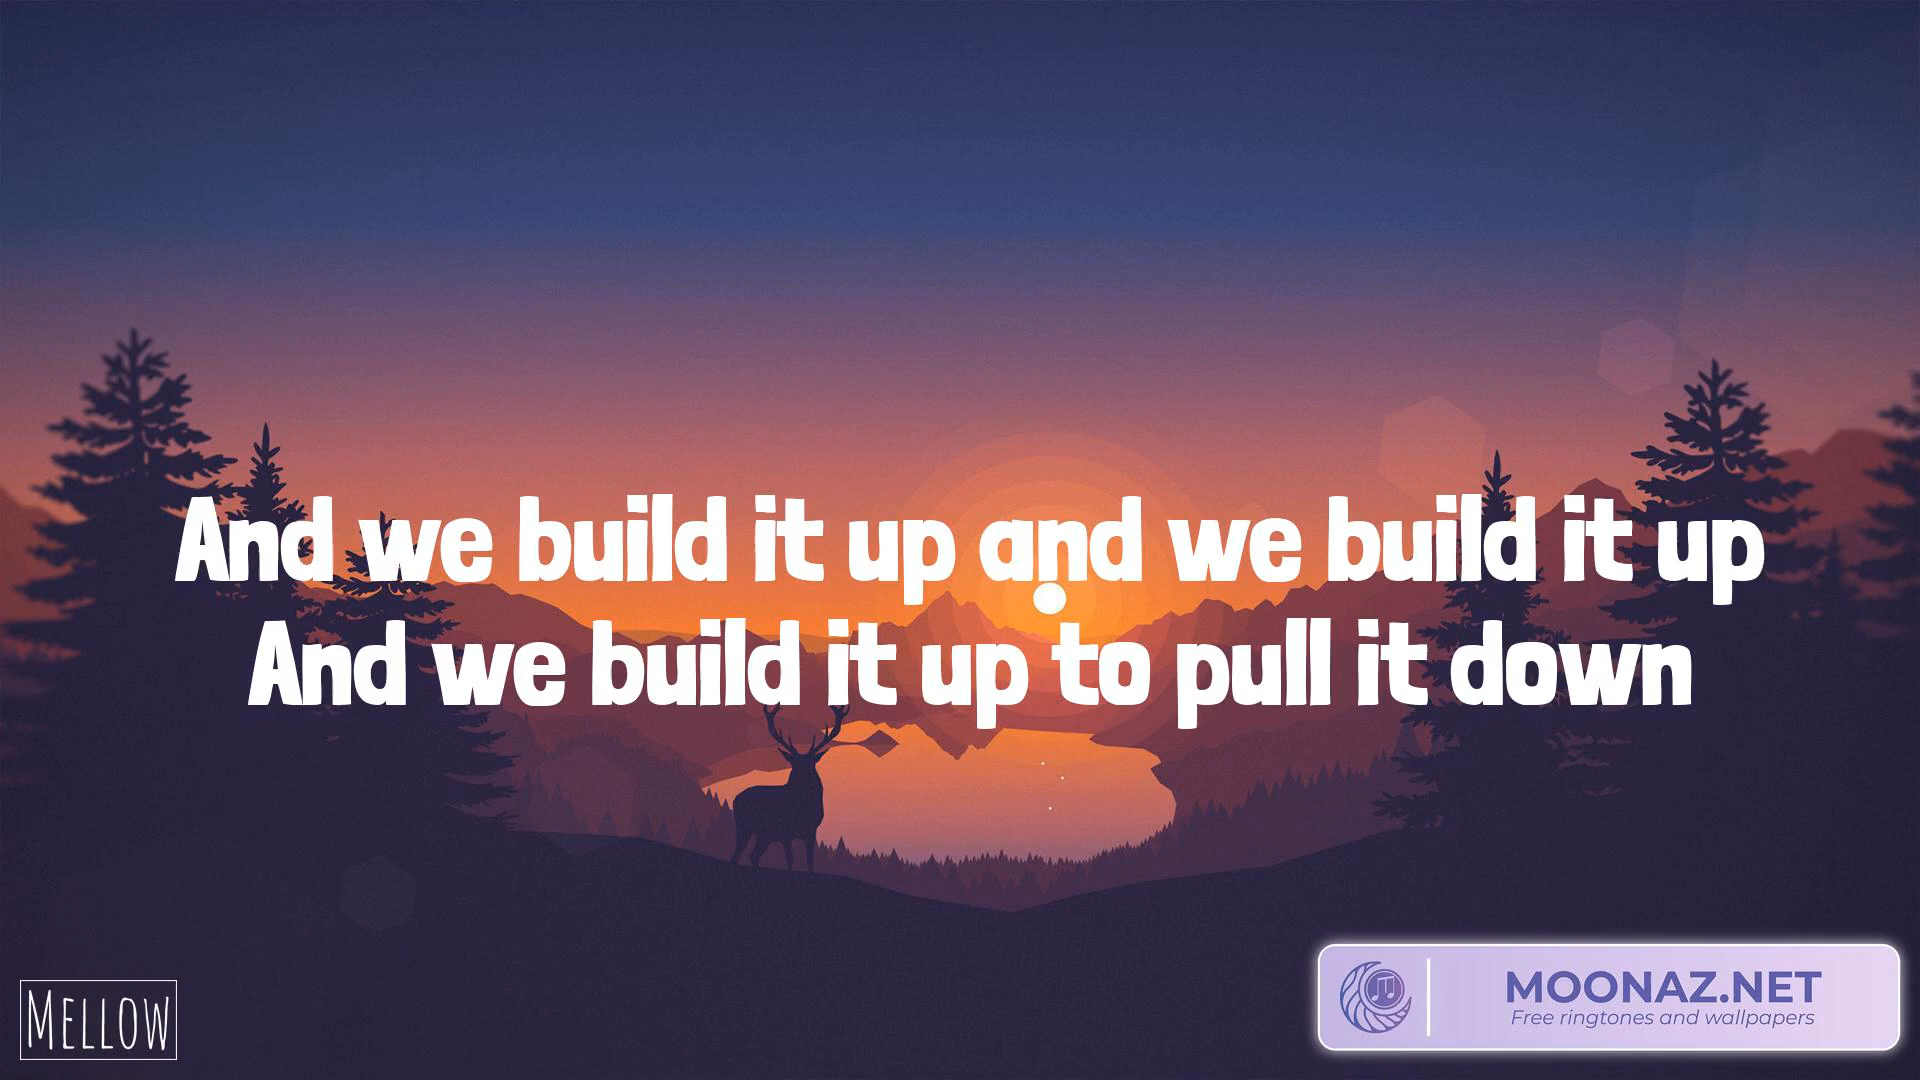 And we build it up and we build it up
And we build it up to pull it down
MELLOW
MOONAZ.NET
Free ringtones and wallpapers